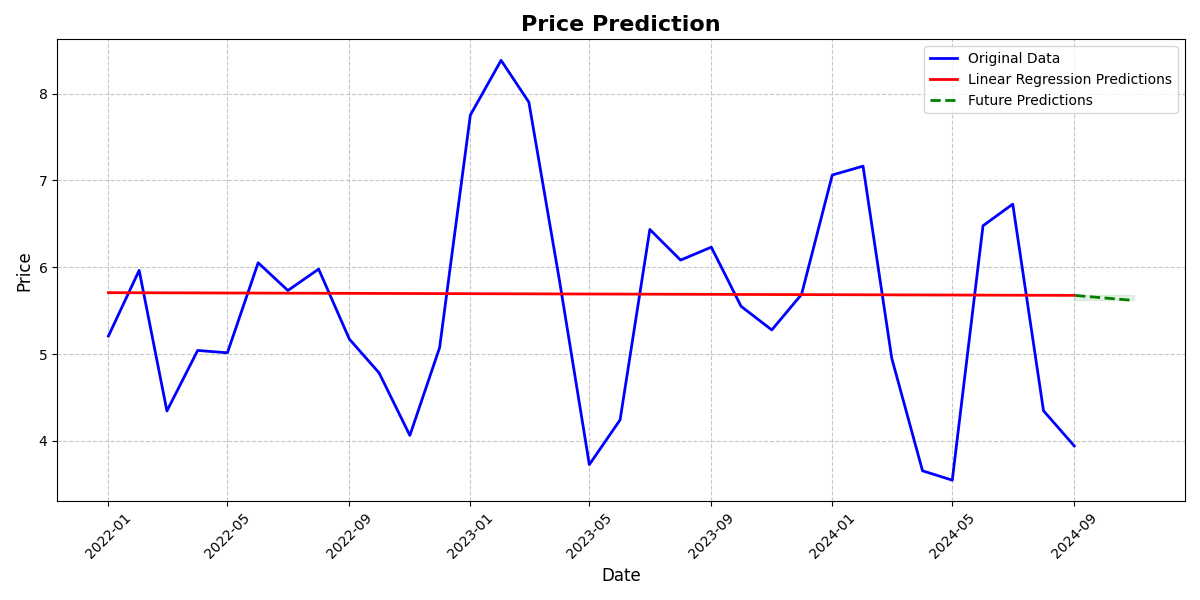 Price Prediction
Original Data
Linear Regression Predictions
Future Predictions
Price
8
7
6
5
4
2022-01
2022-05
2022-09
2023-01
2023-05
2023-09
2024-01
2024-05
2024-09
Date